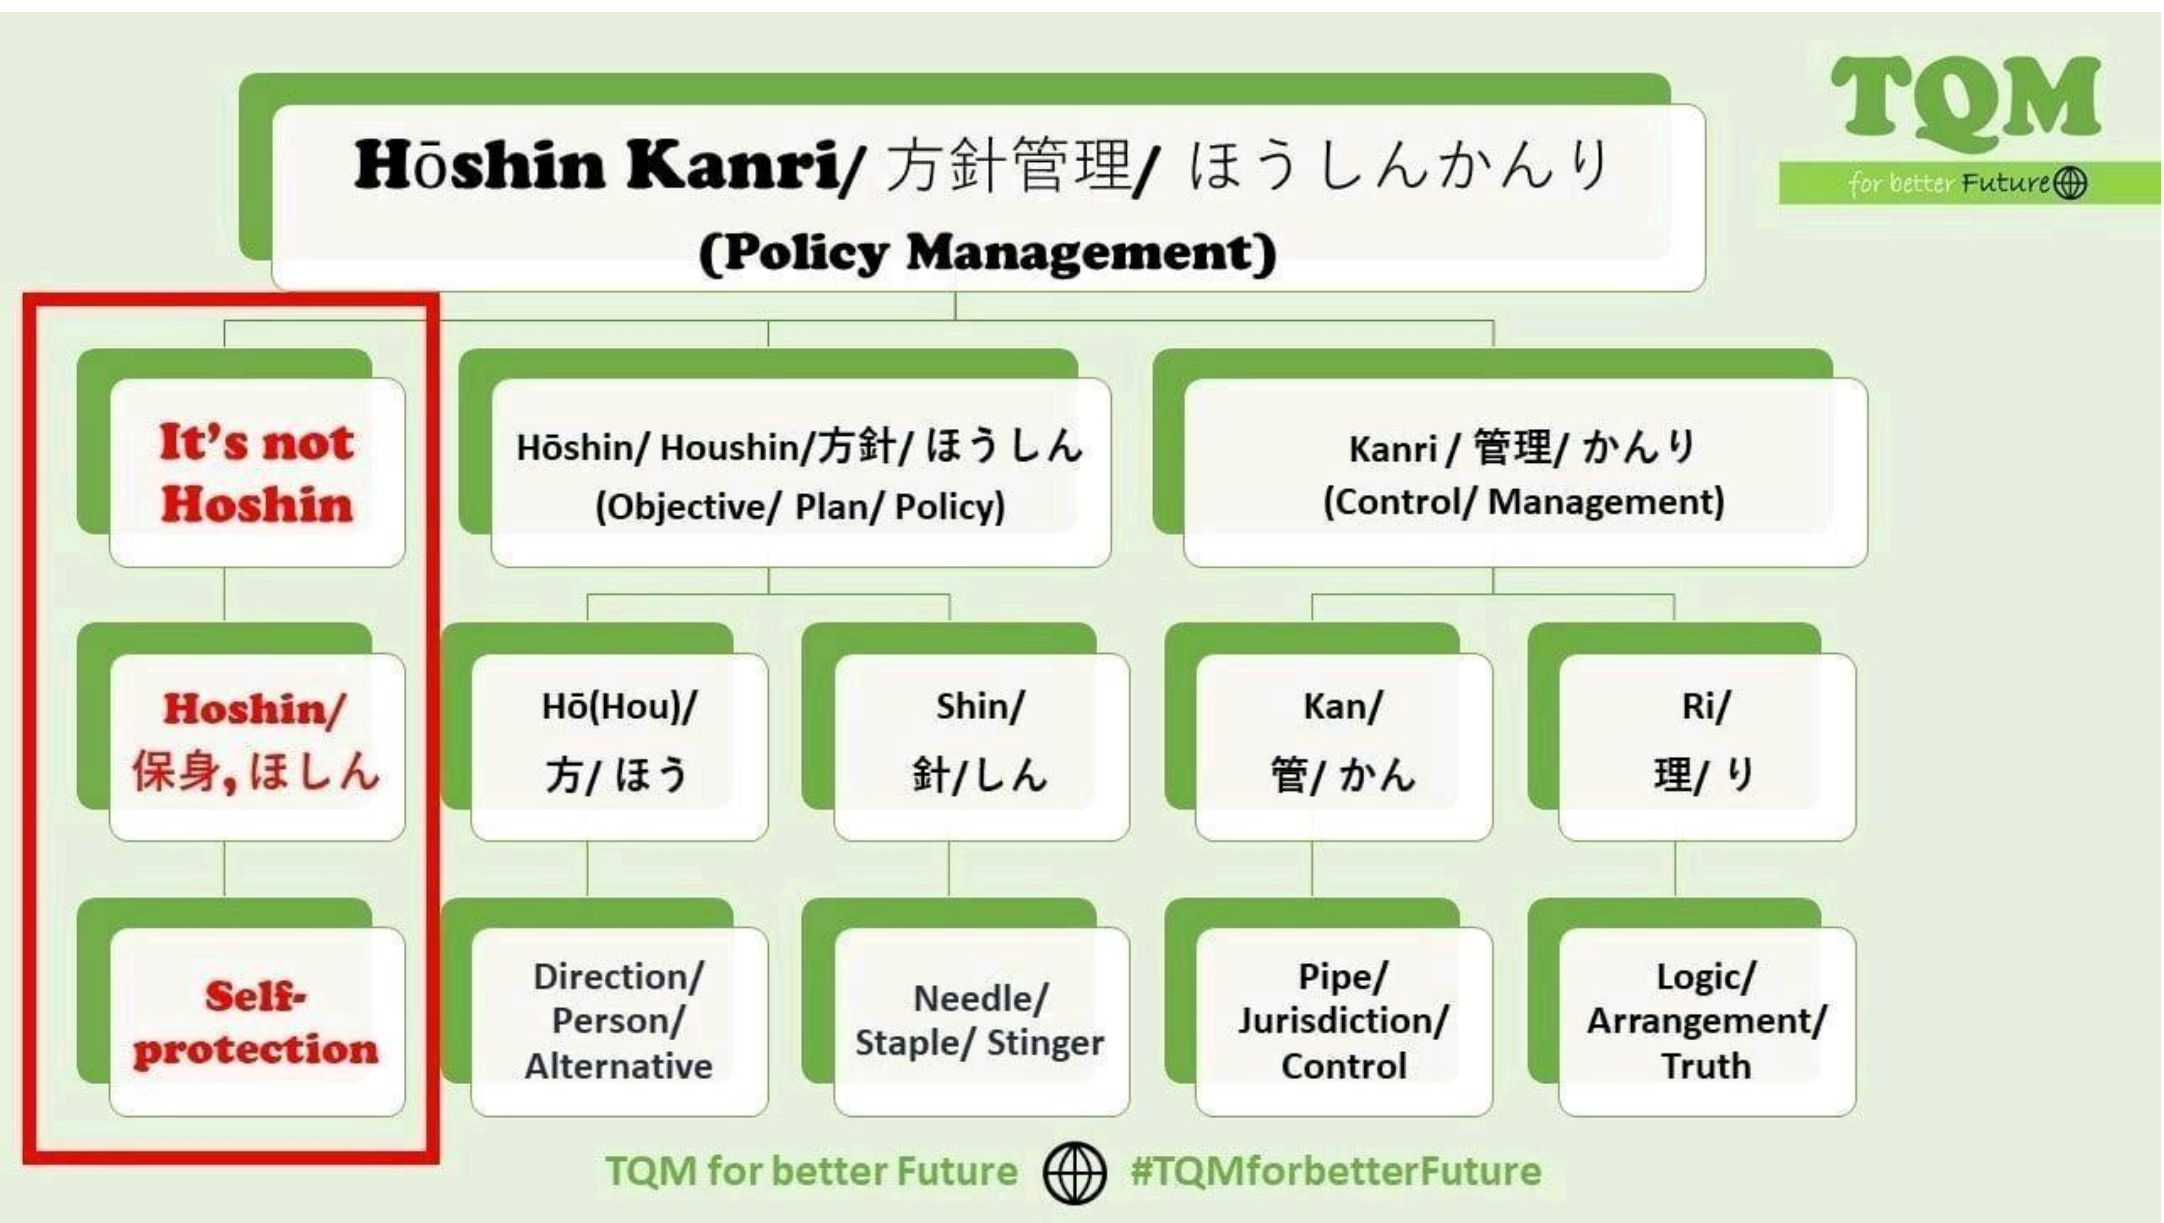 TQM
for better Future
Hōshin Kanri/ 方針管理/ ほうしんかんり
(Policy Management)
It's not
Hoshin
Hōshin/ Houshin/方針/ ほうしん
(Objective/ Plan/ Policy)
Kanri / 管理/ かんり
(Control/ Management)
Hoshin/
保身, ほしん
Hō(Hou)/
方/ ほう
Shin/
針/しん
Kan/
管/ かん
Ri/
理/ り
Self-
protection
Direction/
Person/
Alternative
Needle/
Staple/ Stinger
Pipe/
Jurisdiction/
Control
Logic/
Arrangement/
Truth
TQM for better Future #TQMforbetterFuture